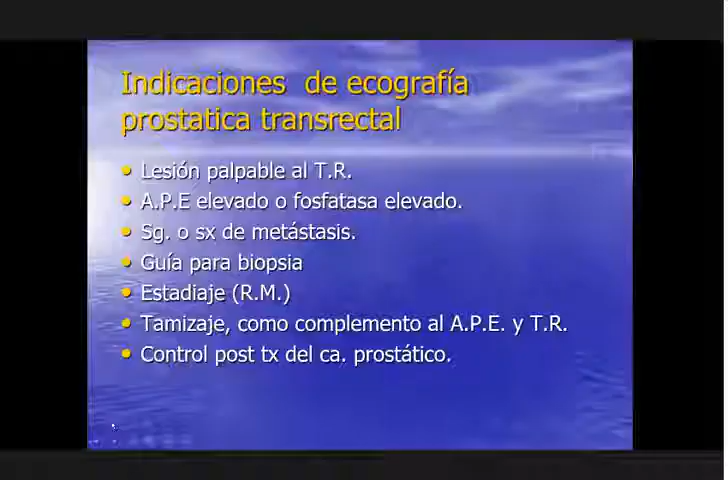 Indicaciones de ecografía
prostatica transrectal
• Lesión palpable al T.R.
• A.P.E elevado o fosfatasa elevado.
• Sg. o sx de metástasis.
• Guía para biopsia
• Estadiaje (R.M.)
• Tamizaje, como complemento al A.P.E. y T.R.
• Control post tx del ca. prostático.